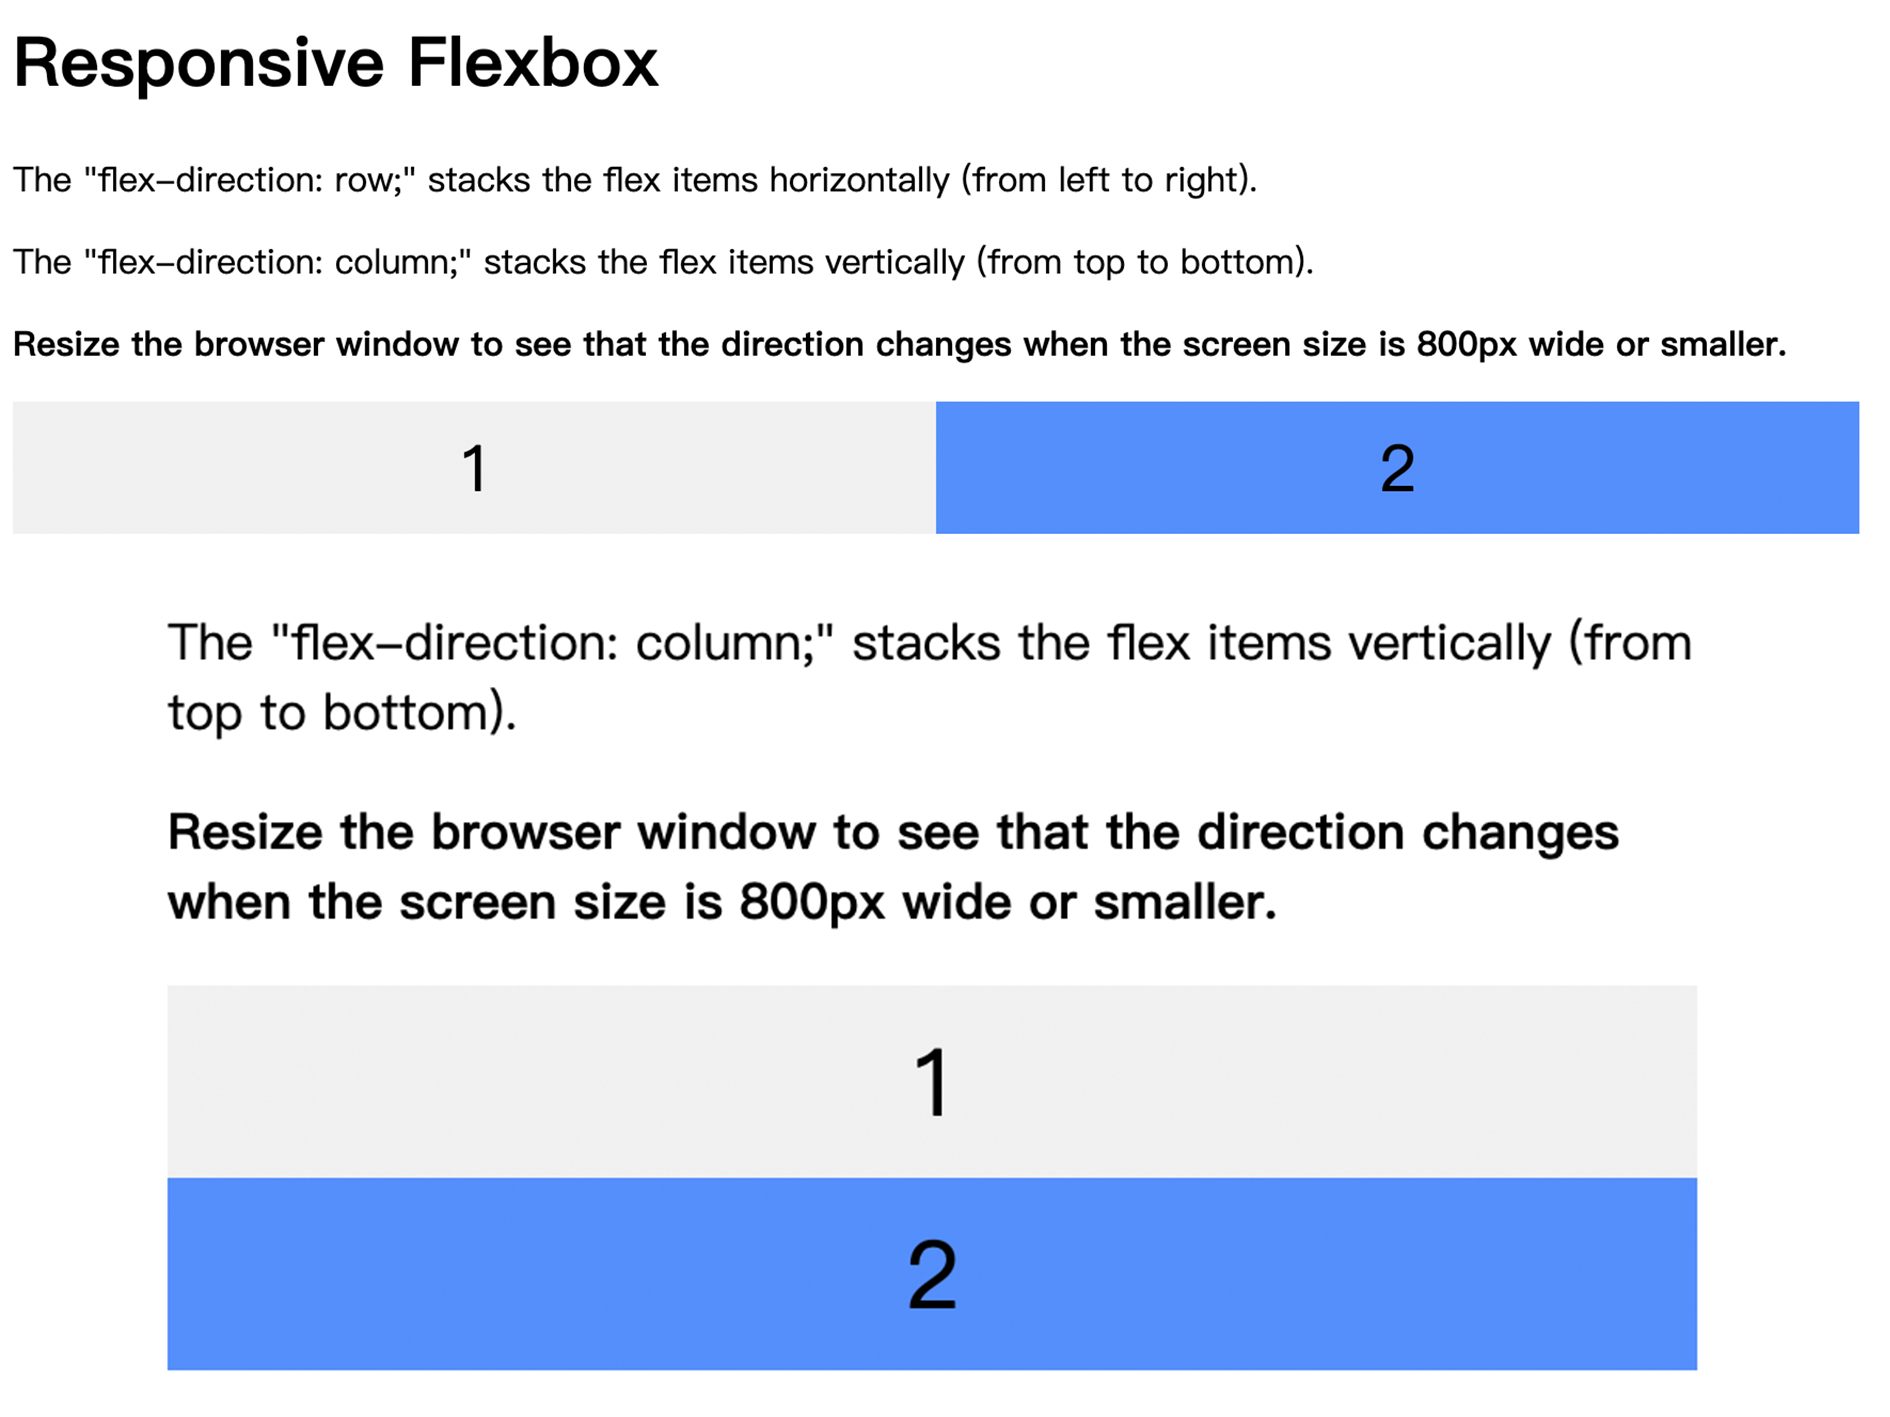 Responsive Flexbox
The "flex-direction: row;" stacks the flex items horizontally (from left to right).
The "flex-direction: column;" stacks the flex items vertically (from top to bottom).
Resize the browser window to see that the direction changes when the screen size is 800px wide or smaller.
1
2
The "flex-direction: column;" stacks the flex items vertically (from
top to bottom).
Resize the browser window to see that the direction changes
when the screen size is 800px wide or smaller.
1
2